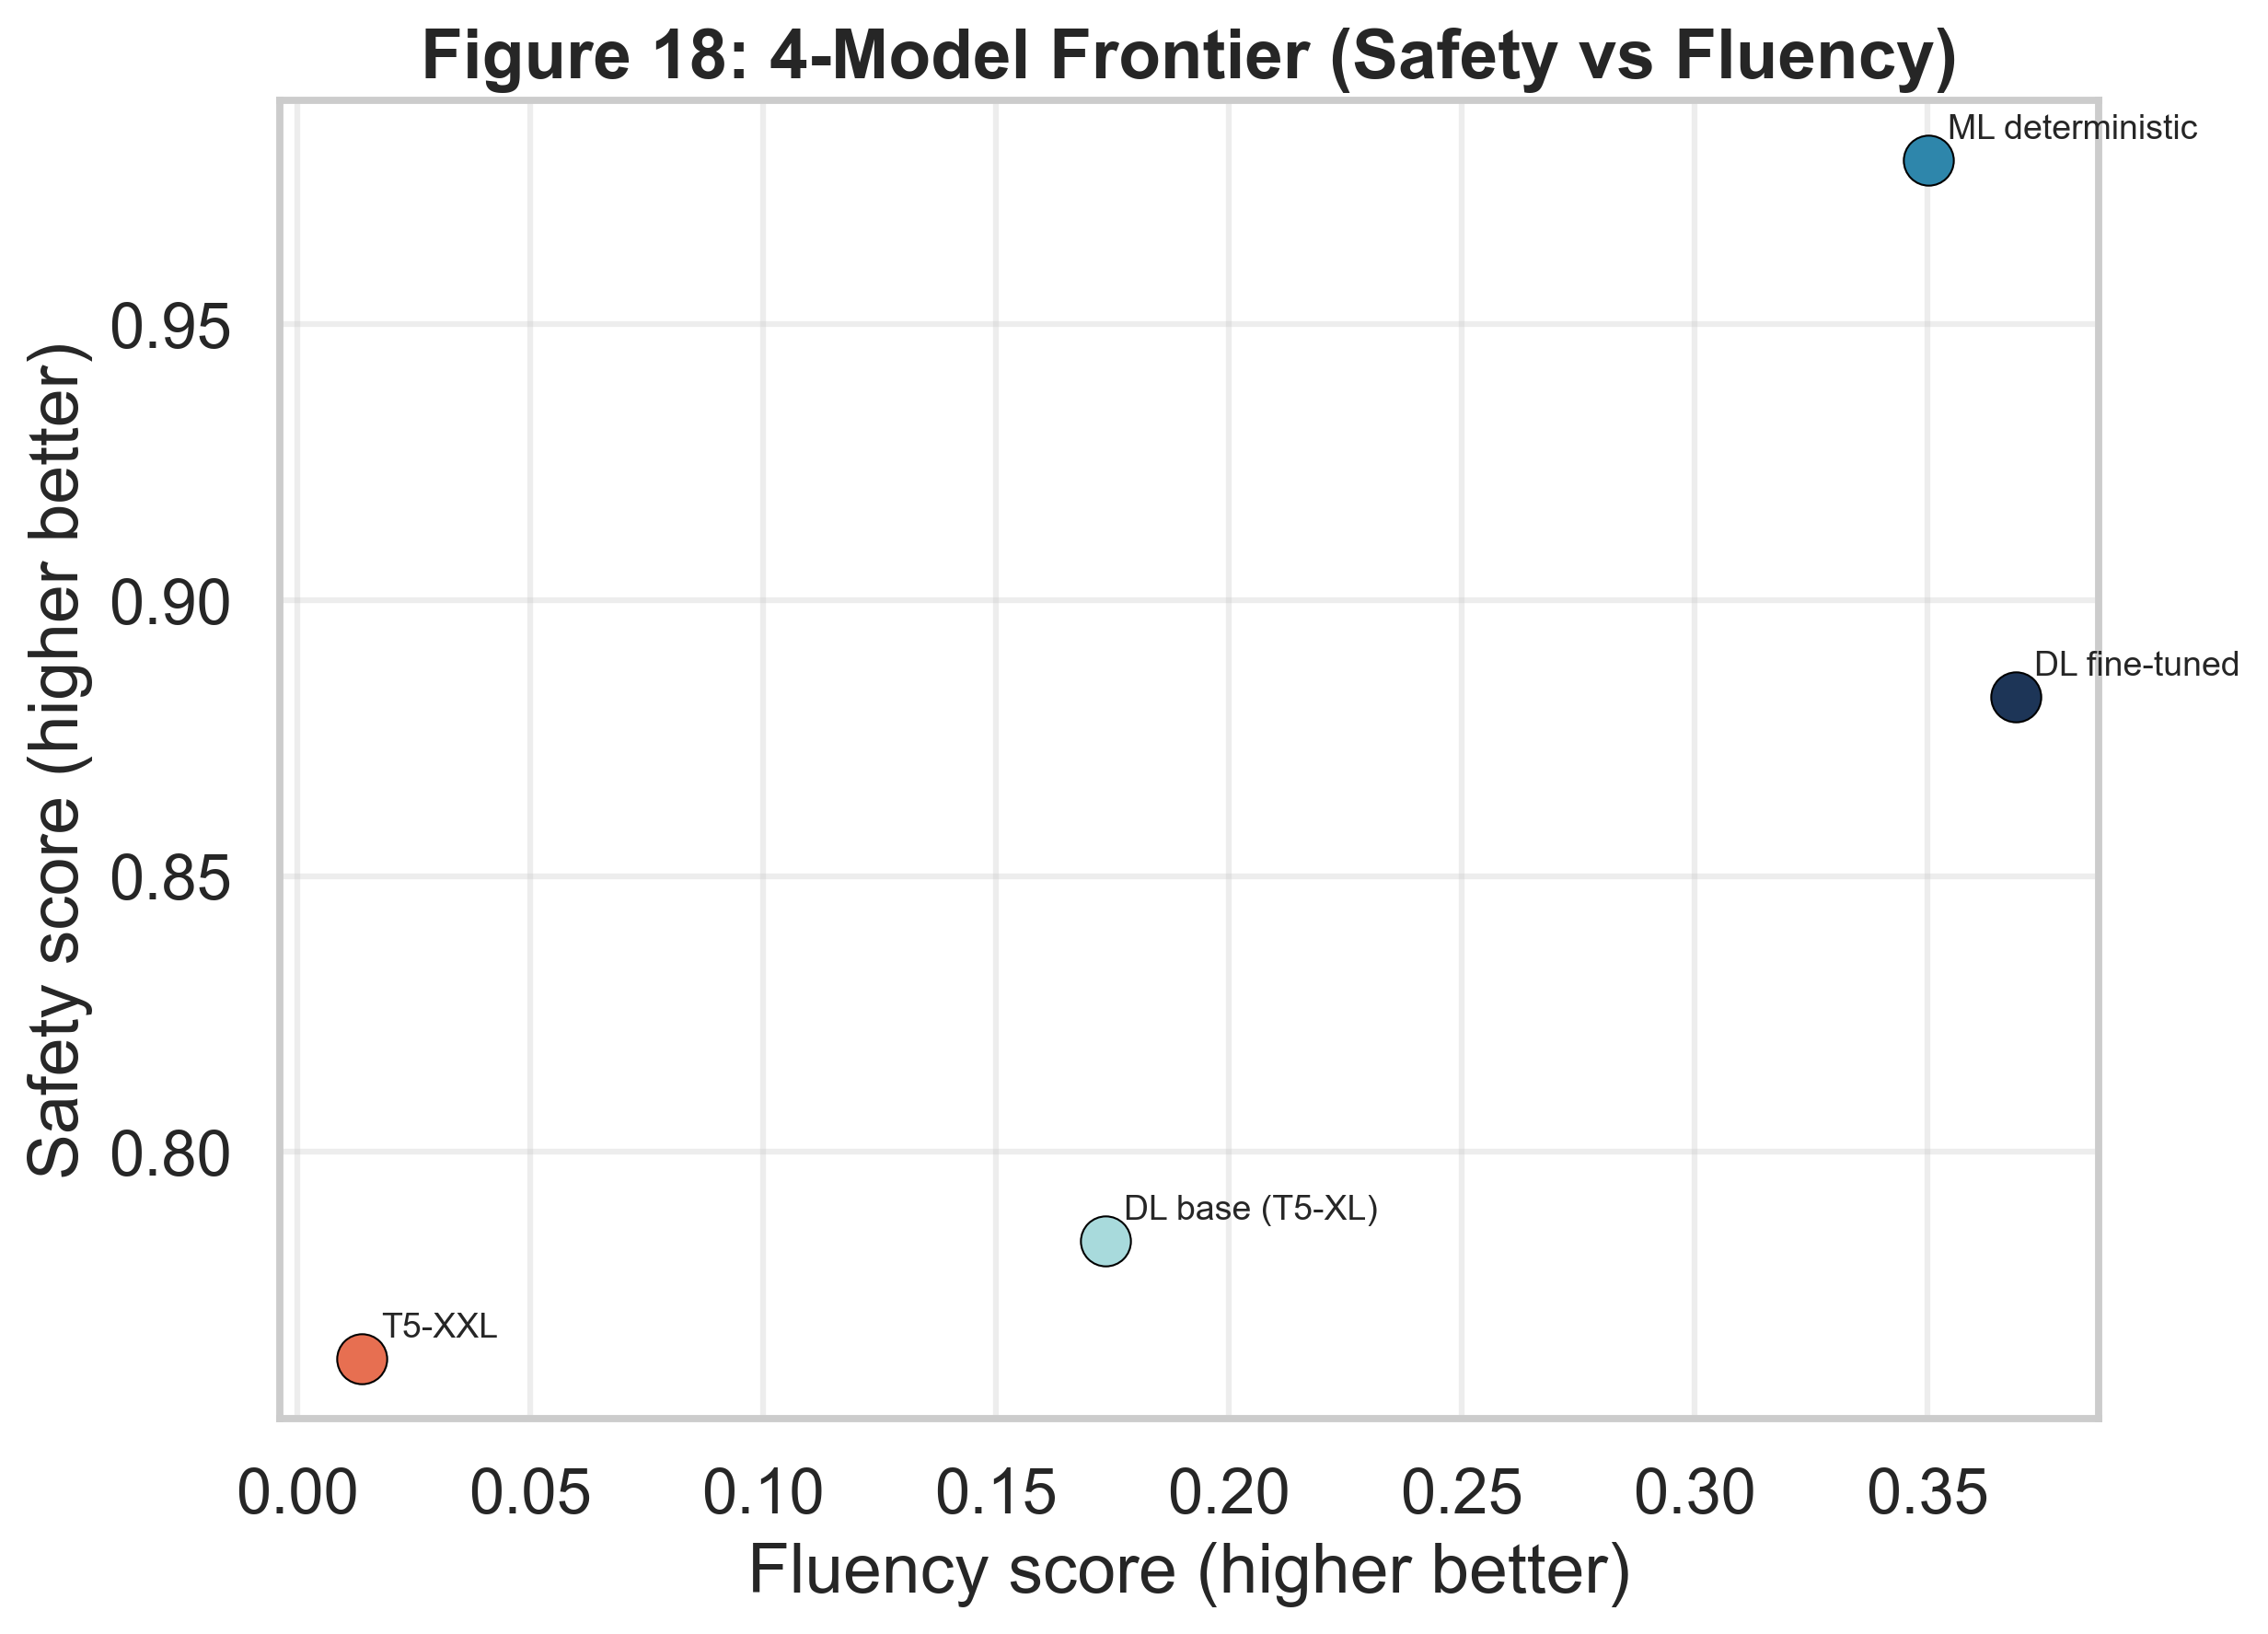 Figure 18: 4-Model Frontier (Safety vs Fluency)
ML deterministic
0.95
0.90
DL fine-tuned
0.85
Safety score (higher better)
0.80
DL base (T5-XL)
T5-XXL
0.00 0.05 0.10 0.15 0.20 0.25 0.30 0.35
Fluency score (higher better)